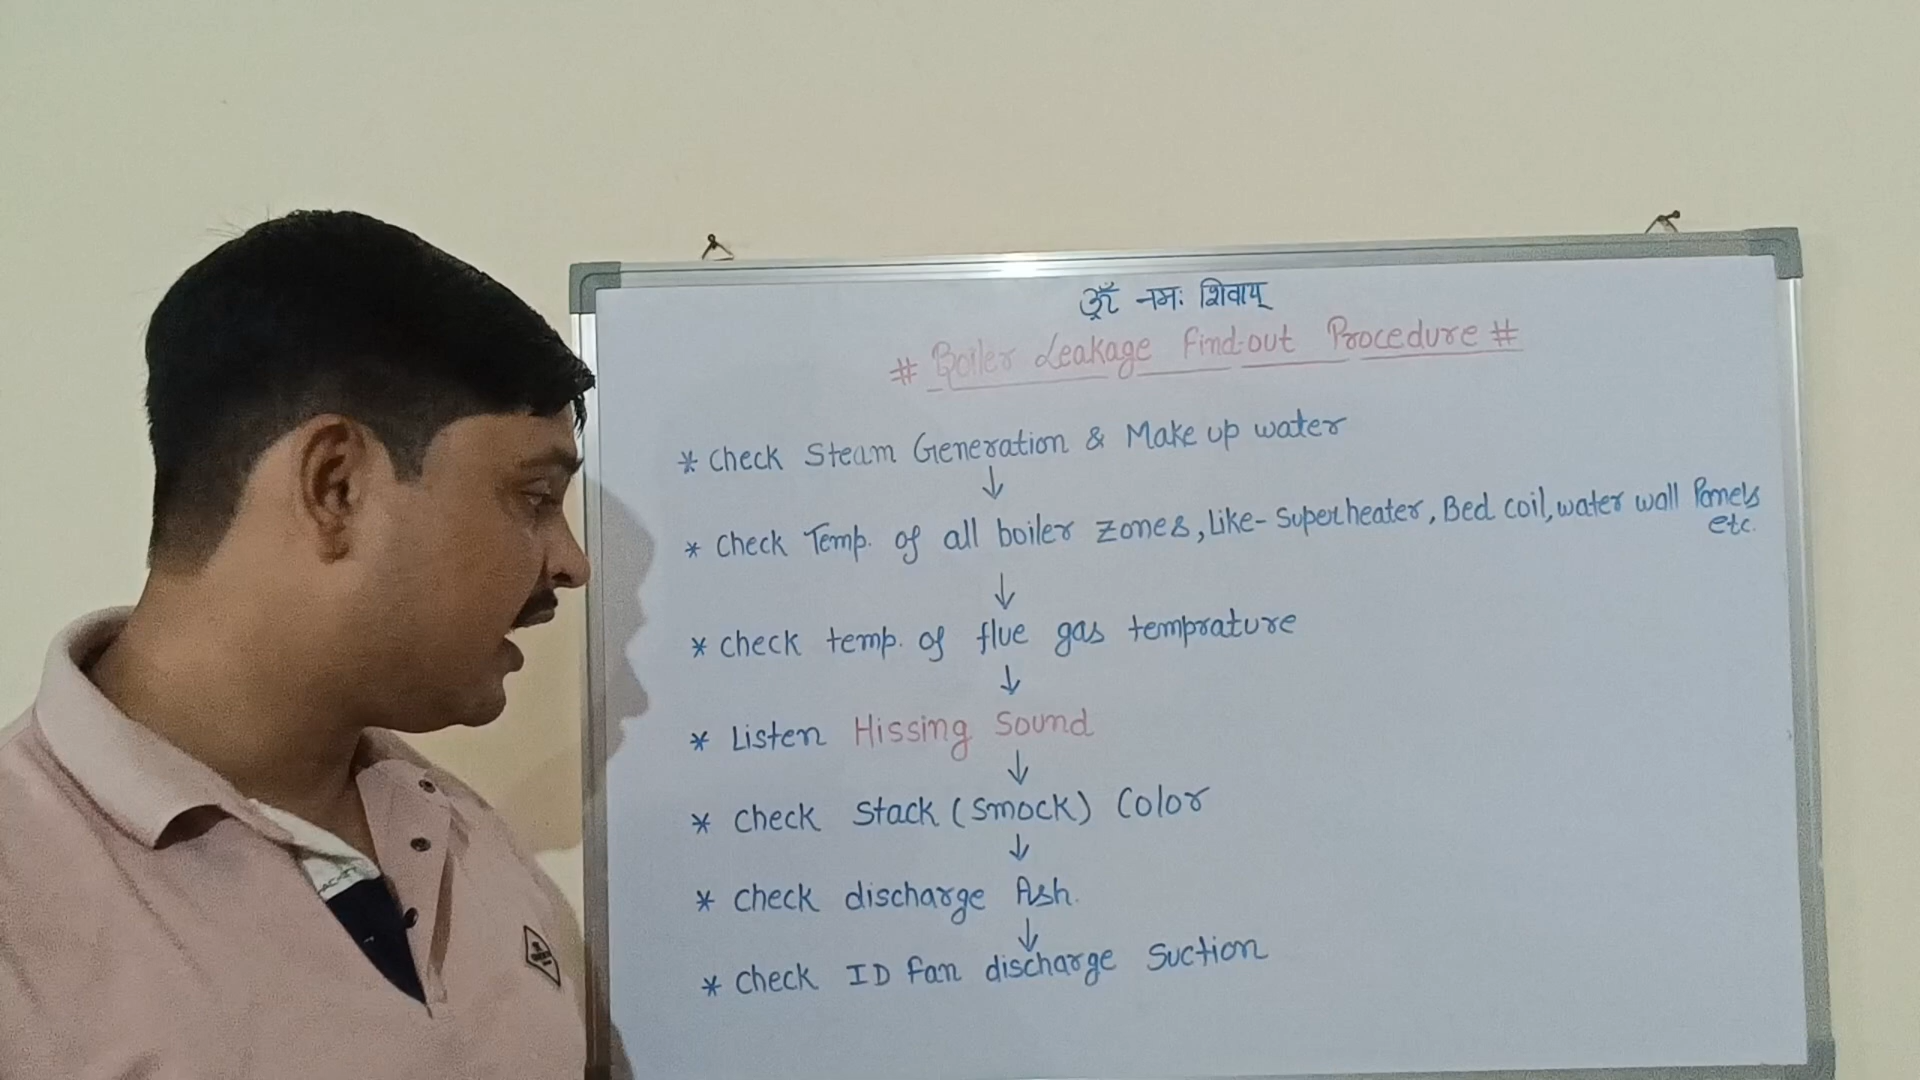 ॐ नमः शिवाय्
# Boiler Leakage Find-out Procedure #
* Check Steam Generation & Make up water
↓
* Check Temp. of all boiler zones, Like- Superheater, Bed coil, water wall Pamels
etc.
↓
* Check temp. of flue gas temprature
↓
* Listen Hissing Sound
↓
* Check Stack (Smock) Color
↓
* Check discharge Ash.
↓
* Check ID fan discharge Suction